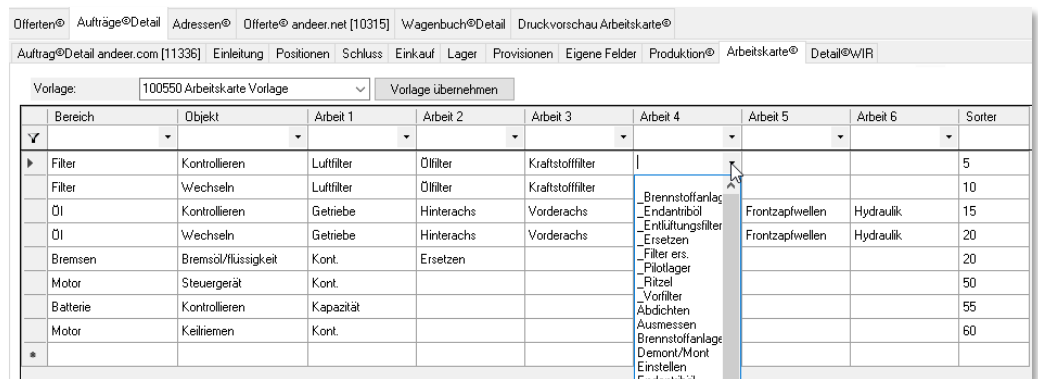 Offerten© Aufträge©Detail Adressen© Offerte© andeer.net [10315] Wagenbuch©Detail Druckvorschau Arbeitskarte©
Auftrag©Detail andeer.com [11336] Einleitung Positionen Schluss Einkauf Lager Provisionen Eigene Felder Produktion© Arbeitskarte© Detail©WIR
Vorlage: 100550 Arbeitskarte Vorlage Vorlage übernehmen
Bereich Objekt Arbeit 1 Arbeit 2 Arbeit 3 Arbeit 4 Arbeit 5 Arbeit 6 Sorter
Filter Kontrollieren Luftfilter Ölfilter Kraftstofffilter 5
Filter Wechseln Luftfilter Ölfilter Kraftstofffilter 10
Öl Kontrollieren Getriebe Hinterachs Vorderachs Frontzapfwellen Hydraulik 15
Öl Wechseln Getriebe Hinterachs Vorderachs Frontzapfwellen Hydraulik 20
Bremsen Bremsöl/flüssigkeit Kont. Ersetzen 20
Motor Steuergerät Kont. 50
Batterie Kontrollieren Kapazität 55
Motor Keilriemen Kont. 60
_Brennstoffanlag
_Endantriböl
_Entlüftungsfilter
_Ersetzen
_Filter ers.
_Pilotlager
_Ritzel
_Vorfilter
Abdichten
Ausmessen
Brennstoffanlage
Demont/Mont
Einstellen